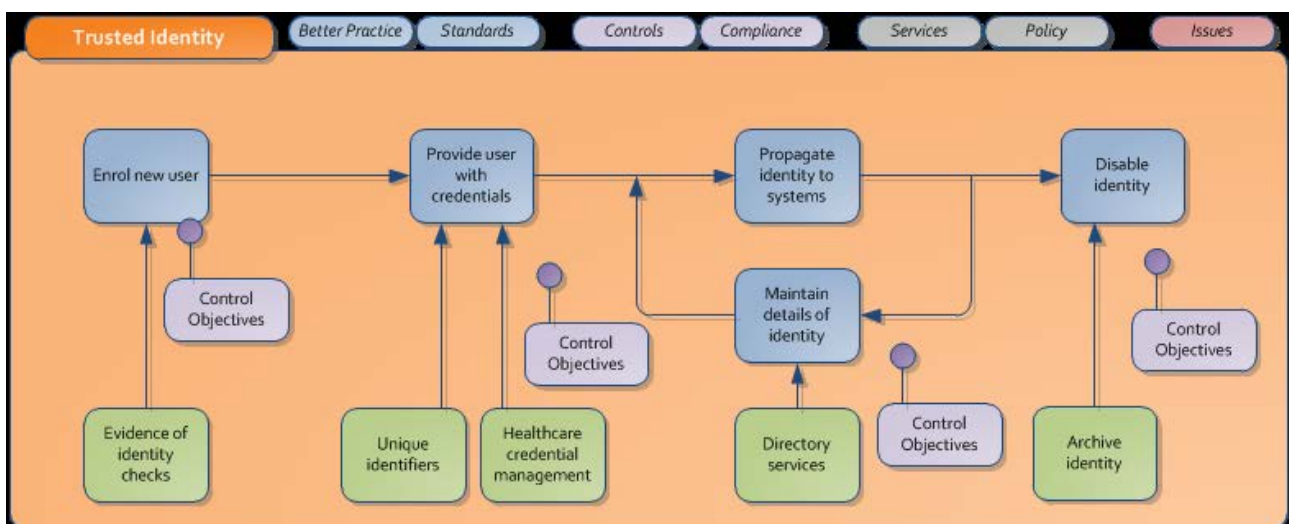 Trusted Identity
Better Practice
Standards
Controls
Compliance
Services
Policy
Issues
Enrol new user
Provide user
with
credentials
Propagate
identity to
systems
Disable
identity
Control
Objectives
Maintain
details of
identity
Control
Objectives
Control
Objectives
Control
Objectives
Evidence of
identity
checks
Unique
identifiers
Healthcare
credential
management
Directory
services
Archive
identity